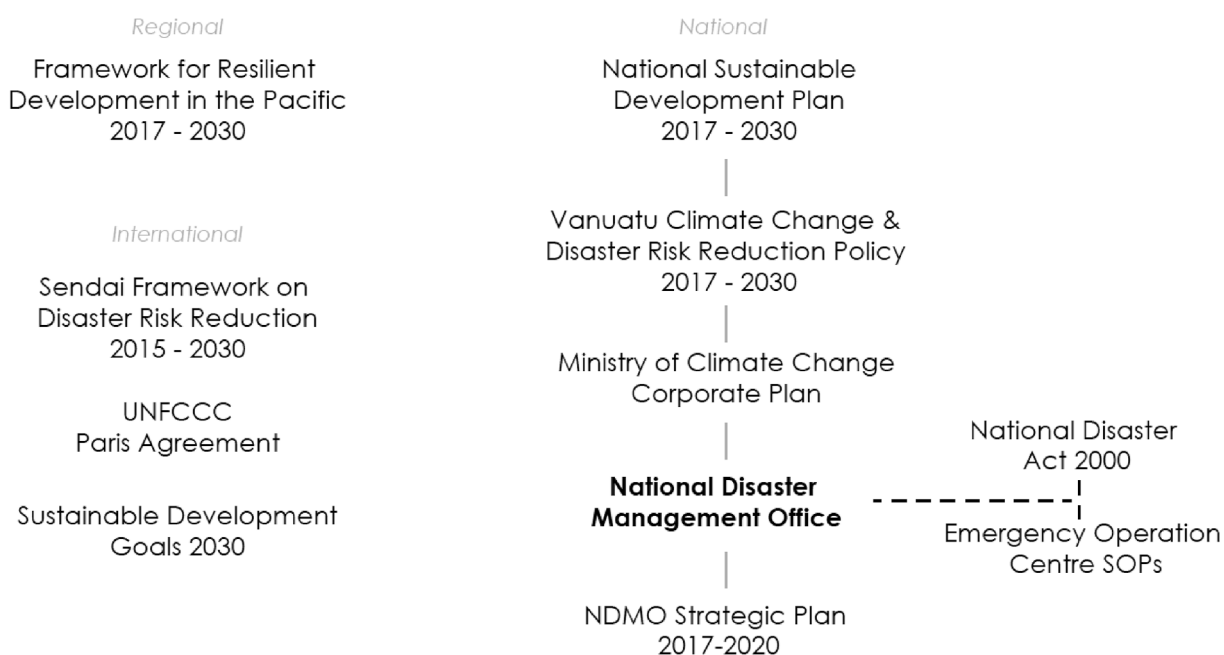 Regional
Framework for Resilient
Development in the Pacific
2017 - 2030
International
Sendai Framework on
Disaster Risk Reduction
2015 - 2030
UNFCCC
Paris Agreement
Sustainable Development
Goals 2030
National
National Sustainable
Development Plan
2017 - 2030
Vanuatu Climate Change &
Disaster Risk Reduction Policy
2017 - 2030
Ministry of Climate Change
Corporate Plan
National Disaster
Management Office
NDMO Strategic Plan
2017-2020
National Disaster
Act 2000
Emergency Operation
Centre SOPs